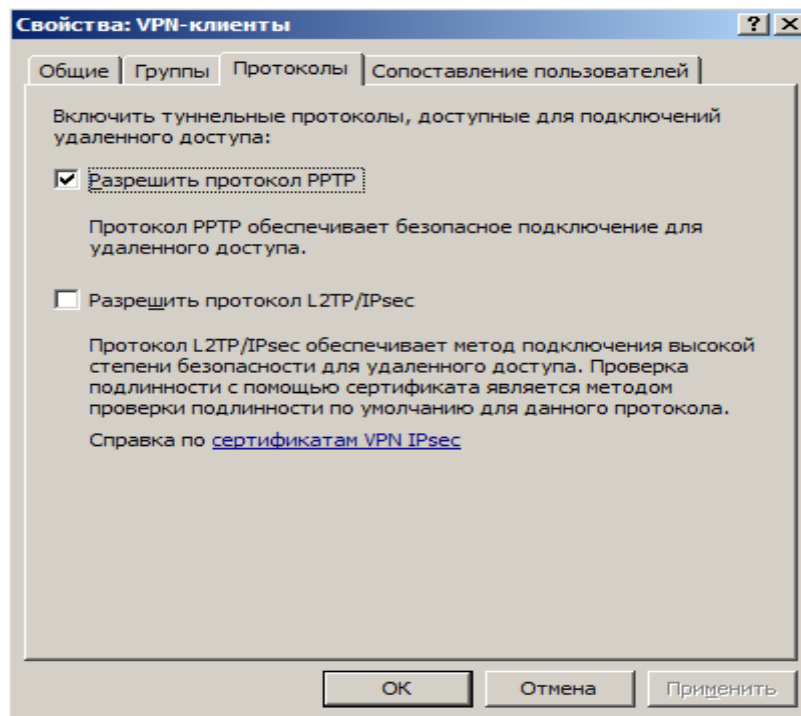 Свойства: VPN-клиенты
Общие Группы Протоколы Сопоставление пользователей
Включить туннельные протоколы, доступные для подключений
удаленного доступа:
Разрешить протокол PPTP
Протокол PPTP обеспечивает безопасное подключение для
удаленного доступа.
Разрешить протокол L2TP/IPsec
Протокол L2TP/IPsec обеспечивает метод подключения высокой
степени безопасности для удаленного доступа. Проверка
подлинности с помощью сертификата является методом
проверки подлинности по умолчанию для данного протокола.
Справка по сертификатам VPN IPsec
ОК Отмена Применить